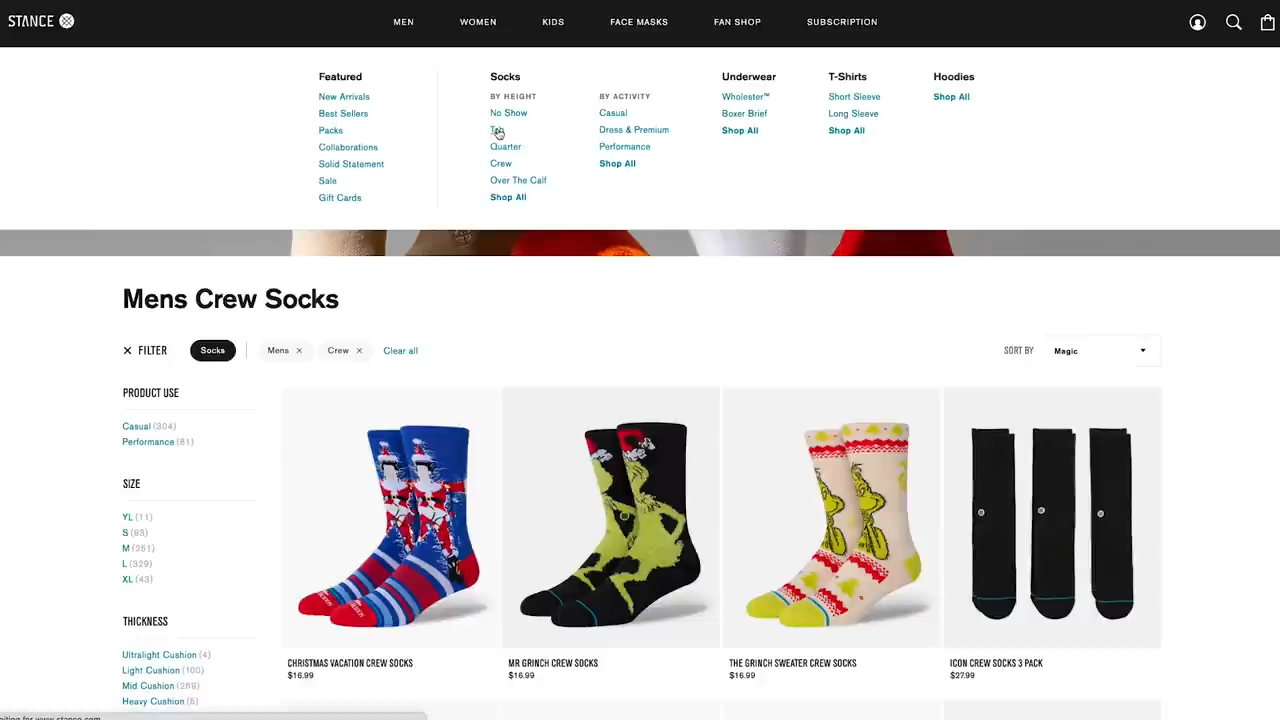 STANCE
MEN
WOMEN
KIDS
FACE MASKS
FAN SHOP
SUBSCRIPTION
Featured
New Arrivals
Best Sellers
Packs
Collaborations
Solid Statement
Sale
Gift Cards
Socks
BY HEIGHT
No Show
Quarter
Crew
Over The Calf
Shop All
BY ACTIVITY
Casual
Dress & Premium
Performance
Shop All
Underwear
Wholester™
Boxer Brief
Shop All
T-Shirts
Short Sleeve
Long Sleeve
Shop All
Hoodies
Shop All
Mens Crew Socks
FILTER
Socks
Mens
Crew
Clear all
SORT BY
Magic
PRODUCT USE
Casual (304)
Performance (81)
SIZE
YL (11)
S (93)
M (251)
L (329)
XL (43)
THICKNESS
Ultralight Cushion (4)
Light Cushion (100)
Mid Cushion (269)
Heavy Cushion (5)
CHRISTMAS VACATION CREW SOCKS
$16.99
MR GRINCH CREW SOCKS
$16.99
THE GRINCH SWEATER CREW SOCKS
$16.99
ICON CREW SOCKS 3 PACK
$27.99
for www.stance.com